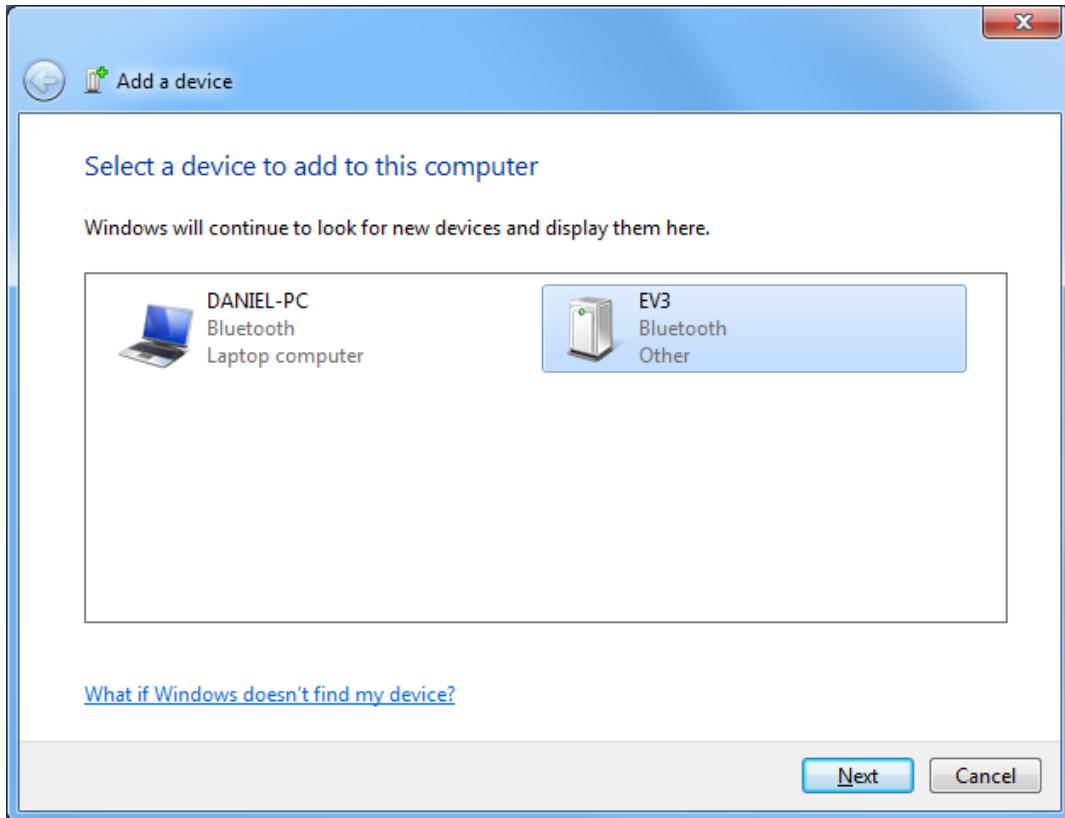 Add a device
Select a device to add to this computer
Windows will continue to look for new devices and display them here.
DANIEL-PC
Bluetooth
Laptop computer
EV3
Bluetooth
Other
What if Windows doesn't find my device?
Next
Cancel